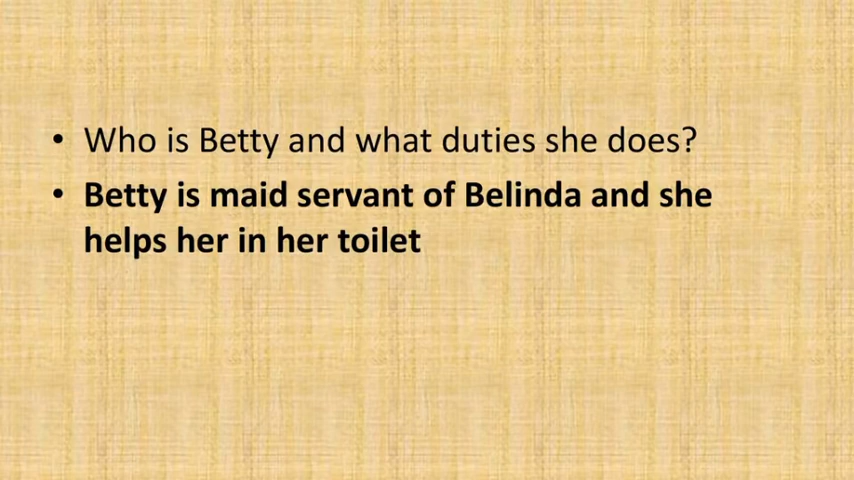 • Who is Betty and what duties she does?
• Betty is maid servant of Belinda and she
helps her in her toilet